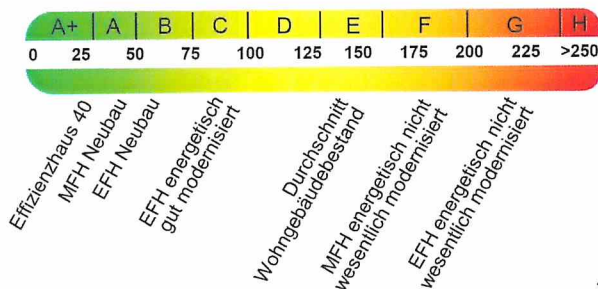 A+ A B C D E F G H
0 25 50 75 100 125 150 175 200 225 >250
Effizienzhaus 40
MFH Neubau
EFH Neubau
EFH energetisch
gut modernisiert
Durchschnitt
Wohngebäudebestand
MFH energetisch nicht
wesentlich modernisiert
EFH energetisch nicht
wesentlich modernisiert